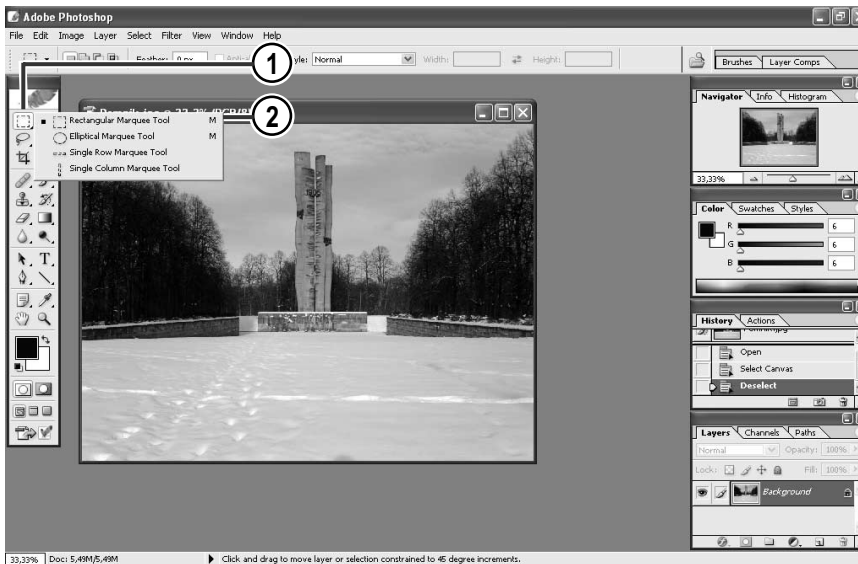 Adobe Photoshop
File Edit Image Layer Select Filter View Window Help
Feather: 0 px Style: Normal Width: Height:
Brushes Layer Comps
1
2
Rectangular Marquee Tool M
Elliptical Marquee Tool M
Single Row Marquee Tool
Single Column Marquee Tool
Navigator Info Histogram
33,33%
Color Swatches Styles
R 6
G 6
B 6
History Actions
Open
Select Canvas
Deselect
Layers Channels Paths
Normal Opacity: 100%
Lock: Fill: 100%
Background
33,33% Doc: 5,49M/5,49M Click and drag to move layer or selection constrained to 45 degree increments.